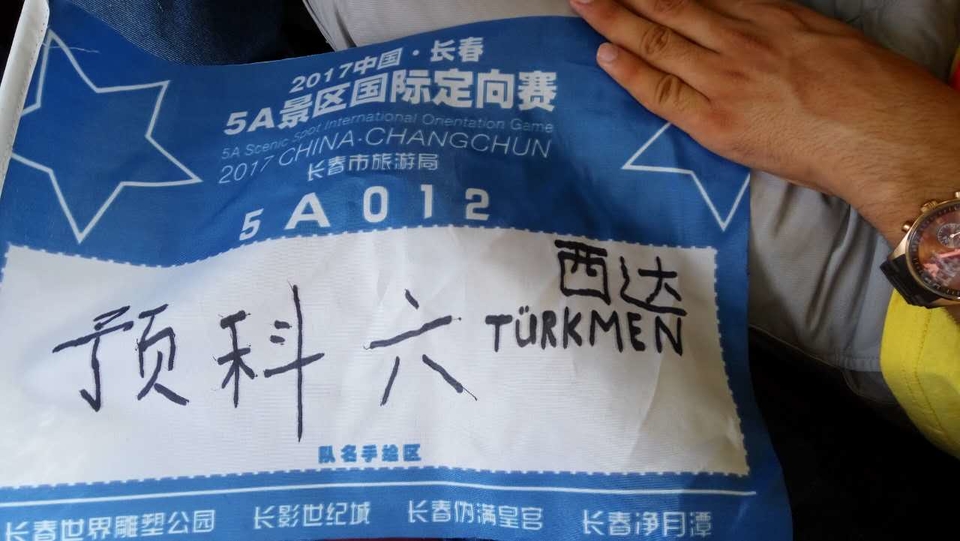 2017中国·长春
5A景区国际定向赛
5A Scenic Spot International Orientation Game
2017 CHINA·CHANGCHUN
长春市旅游局
5A012
西达
预科六 TÜRKMEN
队名手绘区
长春世界雕塑公园 长影世纪城 长春伪满皇宫 长春净月潭